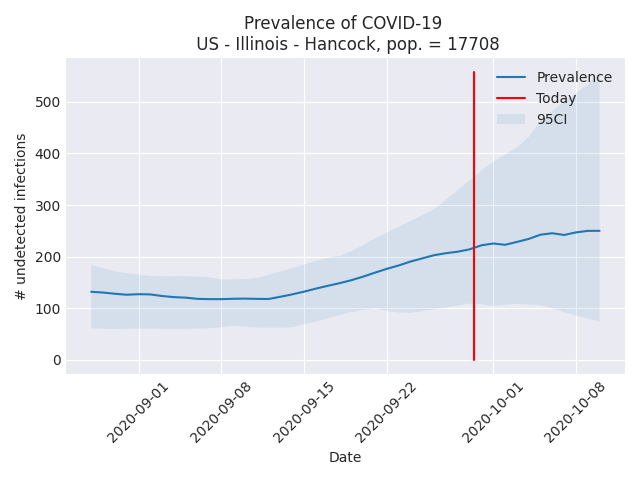 Prevalence of COVID-19
US - Illinois - Hancock, pop. = 17708
Prevalence
Today
95CI
# undetected infections
500
400
300
200
100
0
2020-09-01
2020-09-08
2020-09-15
2020-09-22
2020-10-01
2020-10-08
Date